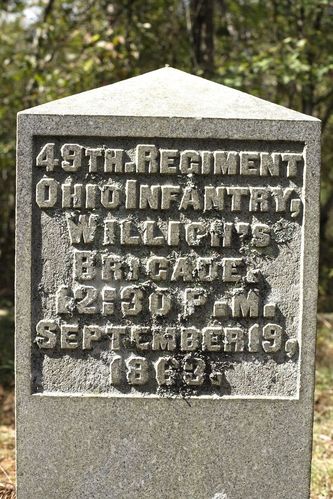 49TH. REGIMENT
OHIO INFANTRY,
WILLICH'S
BRIGADE.
12:30 P.M.
SEPTEMBER 19,
1863.